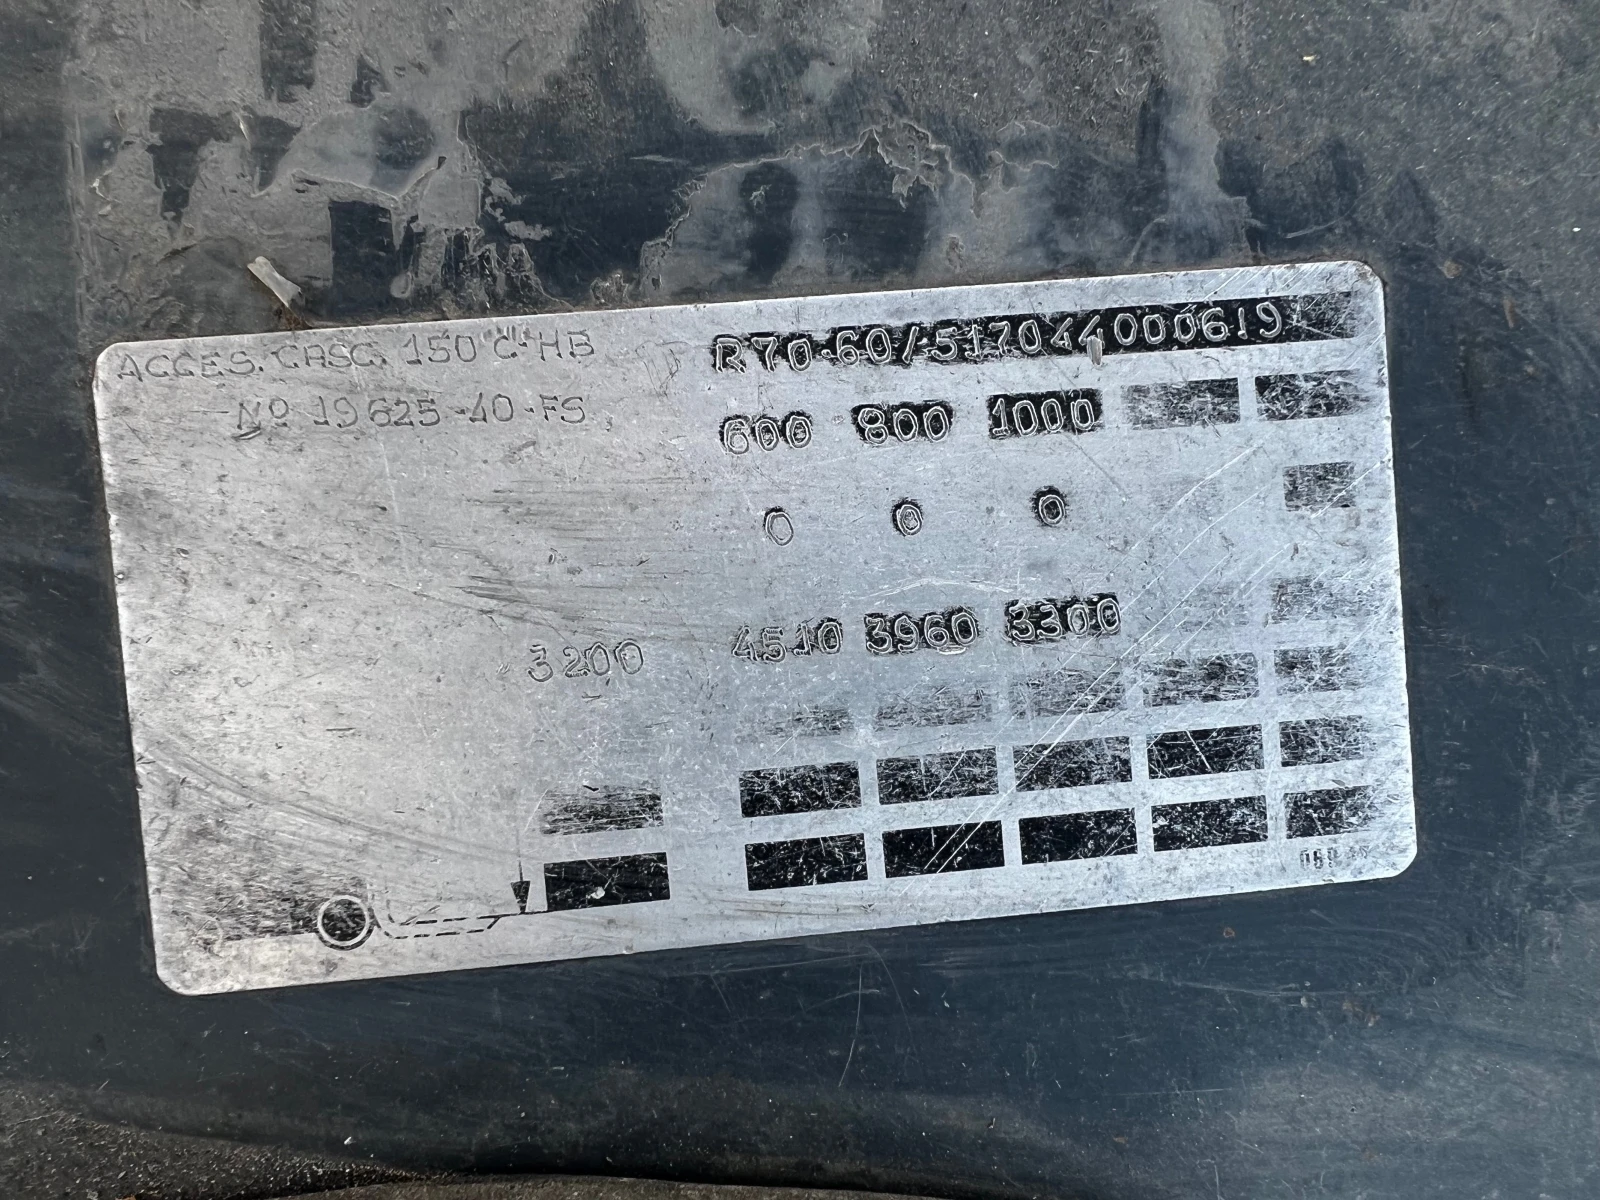 ACCES. CASC. 150 C-HB
R70-60/517044000619
Nº 19625-40-FS
600 800 1000
0 0 0
3200 4510 3960 3300